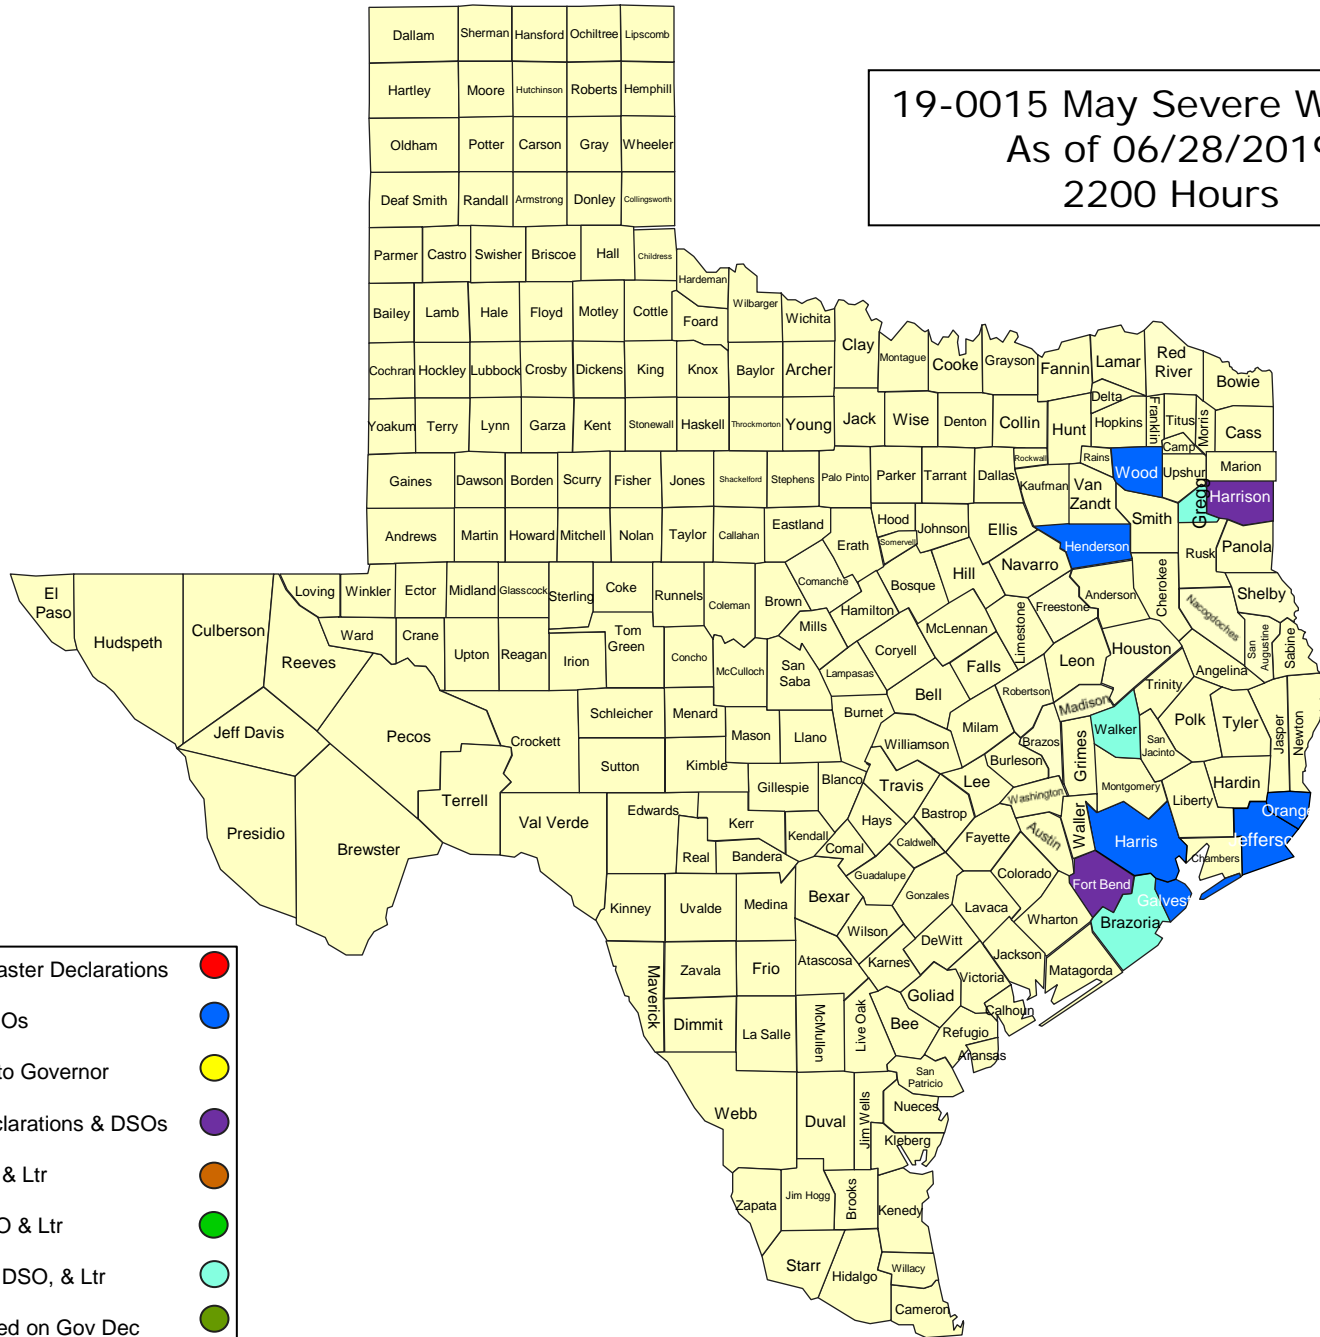 Dallam Sherman Hansford Ochiltree Lipscomb
Hartley Moore Hutchinson Roberts Hemphill
19-0015 May Severe W
As of 06/28/2019
2200 Hours
Oldham Potter Carson Gray Wheeler
Deaf Smith Randall Armstrong Donley Collingsworth
Parmer Castro Swisher Briscoe Hall Childress
Hardeman
Wilbarger
Bailey Lamb Hale Floyd Motley Cottle Foard Wichita
Clay Montague Cooke Grayson Fannin Lamar Red River Bowie
Cochran Hockley Lubbock Crosby Dickens King Knox Baylor Archer
Delta
Yoakum Terry Lynn Garza Kent Stonewall Haskell Throckmorton Young Jack Wise Denton Collin Hunt Hopkins Franklin Titus Morris Cass
Camp
Rockwall Rains Wood Upshur Marion
Gaines Dawson Borden Scurry Fisher Jones Shackelford Stephens Palo Pinto Parker Tarrant Dallas Kaufman Van Zandt Gregg Harrison
Andrews Martin Howard Mitchell Nolan Taylor Callahan Eastland Erath Hood Somervell Johnson Ellis Henderson Smith Rusk Panola
El Paso Hudspeth Culberson Loving Winkler Ector Midland Glasscock Sterling Coke Runnels Coleman Brown Comanche Hamilton Bosque Hill Navarro Freestone Anderson Cherokee Nacogdoches Shelby
Reeves Ward Crane Upton Reagan Irion Tom Green Concho McCulloch San Saba Mills Lampasas Coryell McLennan Falls Limestone Leon Houston Angelina San Augustine Sabine
Jeff Davis Pecos Crockett Schleicher Menard Mason Llano Burnet Bell Milam Robertson Madison Walker Trinity San Jacinto Polk Tyler Jasper Newton
Sutton Kimble Gillespie Blanco Williamson Travis Lee Burleson Brazos Grimes Montgomery Liberty Hardin
Presidio Brewster Terrell Val Verde Edwards Kerr Real Bandera Kendall Comal Hays Caldwell Bastrop Fayette Washington Austin Waller Harris Chambers Jefferso Orange
Kinney Uvalde Medina Bexar Guadalupe Gonzales Lavaca Colorado Wharton Fort Bend Brazoria Galvest
Maverick Zavala Frio Atascosa Wilson Karnes DeWitt Jackson Matagorda
Dimmit La Salle McMullen Live Oak Bee Goliad Victoria Calhoun
Refugio
Aransas
San Patricio
Webb Duval Jim Wells Nueces
Kleberg
Zapata Jim Hogg Brooks Kenedy
Starr Hidalgo Willacy
Cameron
aster Declarations
Os
to Governor
clarations & DSOs
& Ltr
O & Ltr
DSO, & Ltr
ed on Gov Dec